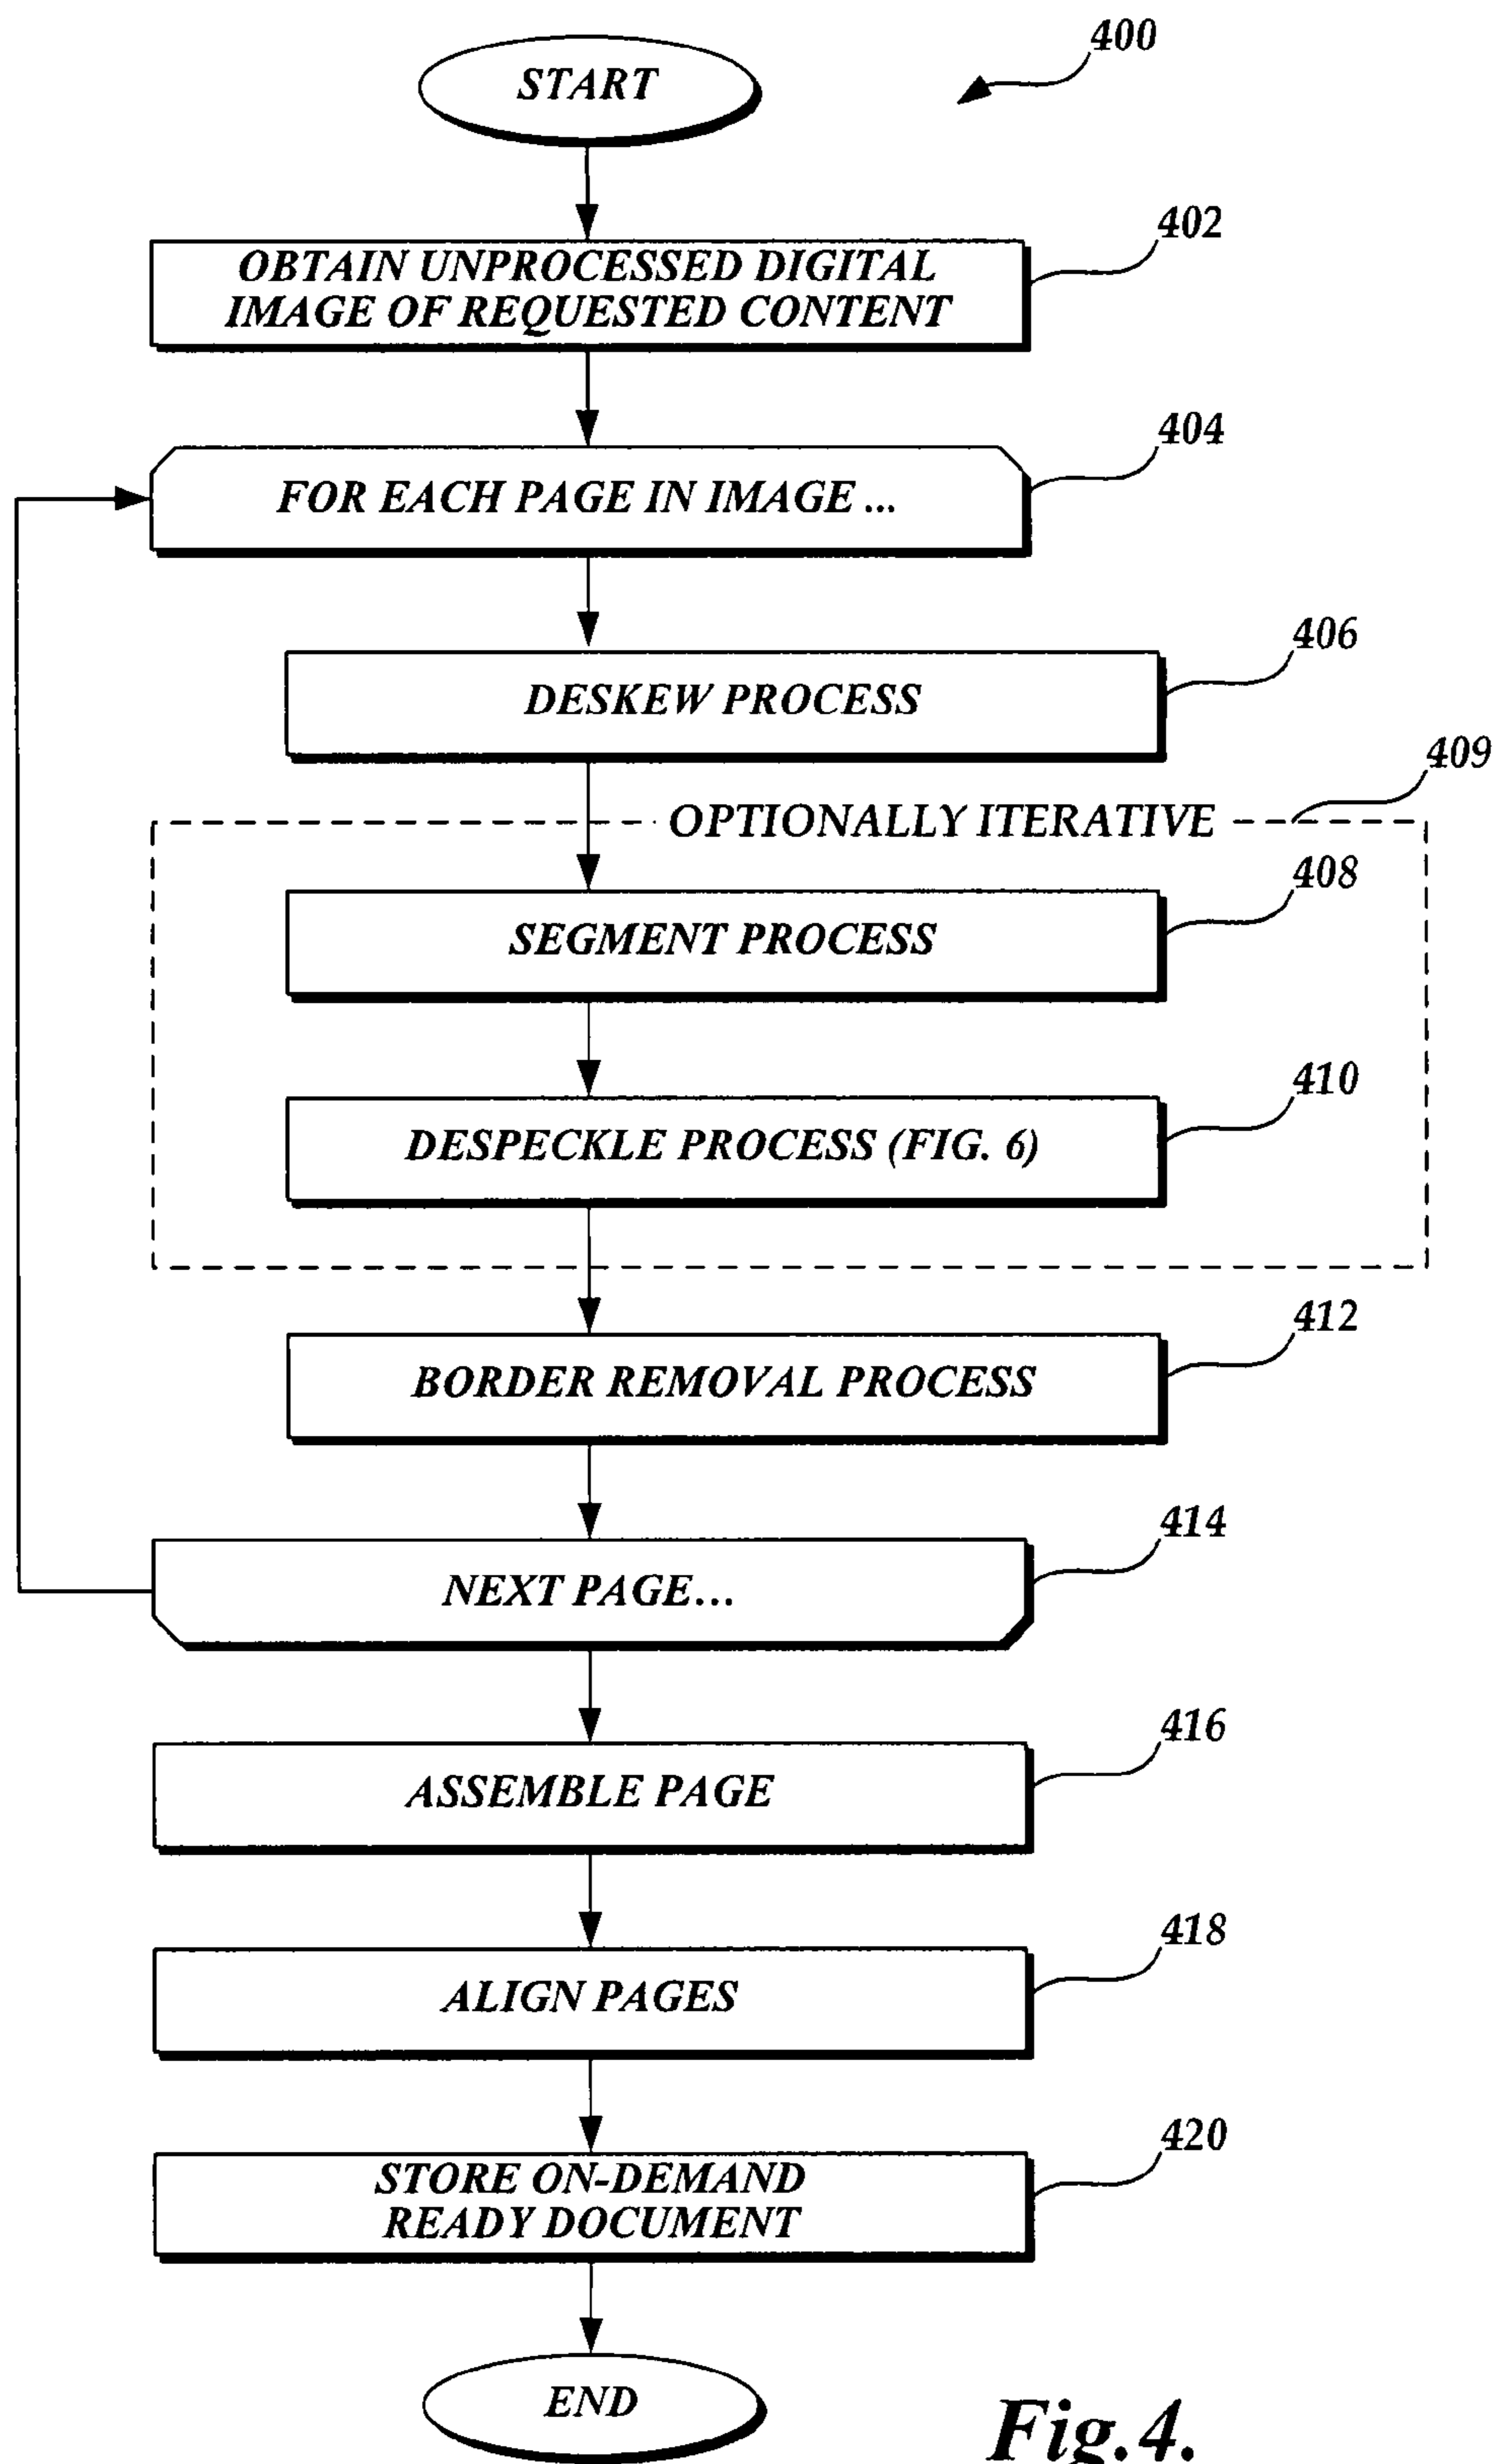 400
START
402
OBTAIN UNPROCESSED DIGITAL
IMAGE OF REQUESTED CONTENT
404
FOR EACH PAGE IN IMAGE ...
406
DESKEW PROCESS
409
OPTIONALLY ITERATIVE
408
SEGMENT PROCESS
410
DESPECKLE PROCESS (FIG. 6)
412
BORDER REMOVAL PROCESS
414
NEXT PAGE...
416
ASSEMBLE PAGE
418
ALIGN PAGES
420
STORE ON-DEMAND
READY DOCUMENT
END
Fig.4.